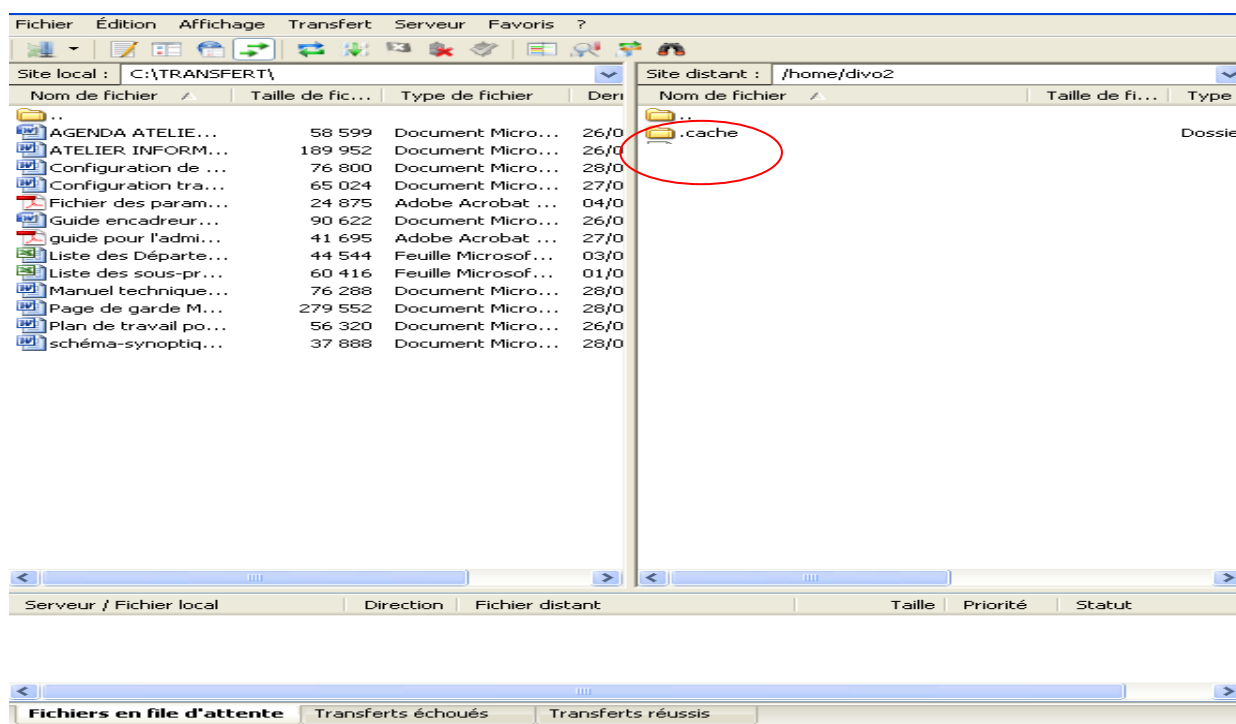 Fichier Édition Affichage Transfert Serveur Favoris ?
Site local : C:\TRANSFERT\
Nom de fichier Taille de fic... Type de fichier Deri
..
AGENDA ATELIE... 58 599 Document Micro... 26/0
ATELIER INFORM... 189 952 Document Micro... 26/0
Configuration de ... 76 800 Document Micro... 28/0
Configuration tra... 65 024 Document Micro... 27/0
Fichier des param... 24 875 Adobe Acrobat ... 04/0
Guide encadreur... 90 622 Document Micro... 26/0
guide pour l'admi... 41 695 Adobe Acrobat ... 27/0
Liste des Départe... 44 544 Feuille Microsof... 03/0
Liste des sous-pr... 60 416 Feuille Microsof... 01/0
Manuel technique... 76 288 Document Micro... 28/0
Page de garde M... 279 552 Document Micro... 28/0
Plan de travail po... 56 320 Document Micro... 26/0
schéma-synoptiq... 37 888 Document Micro... 28/0
Site distant : /home/divo2
Nom de fichier Taille de fi... Type
..
.cache Dossie
Serveur / Fichier local Direction Fichier distant Taille Priorité Statut
Fichiers en file d'attente Transferts échoués Transferts réussis